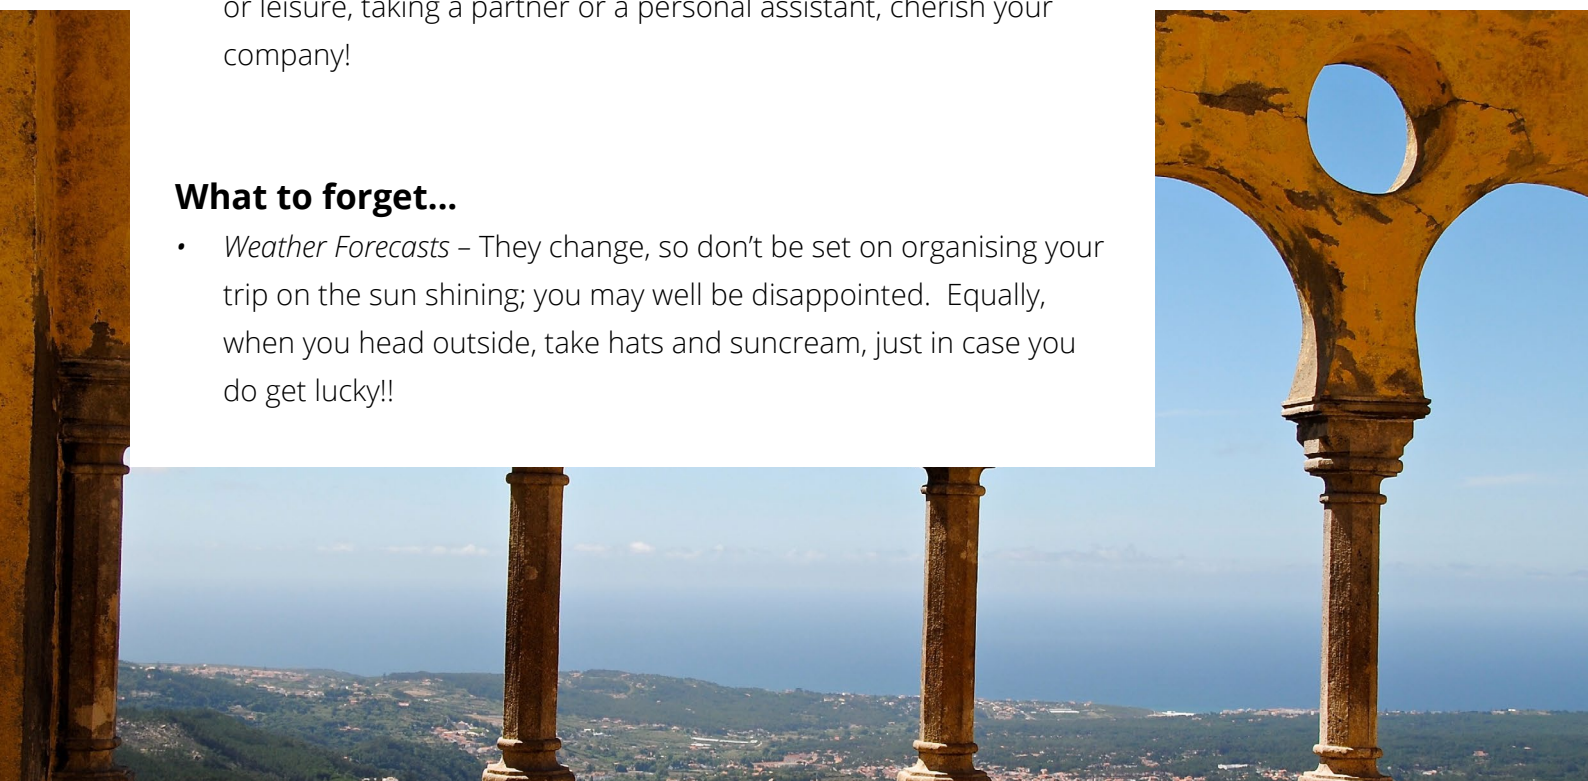 or leisure, taking a partner or a personal assistant, cherish your
company!
What to forget...
• Weather Forecasts – They change, so don’t be set on organising your
trip on the sun shining; you may well be disappointed.  Equally,
when you head outside, take hats and suncream, just in case you
do get lucky!!